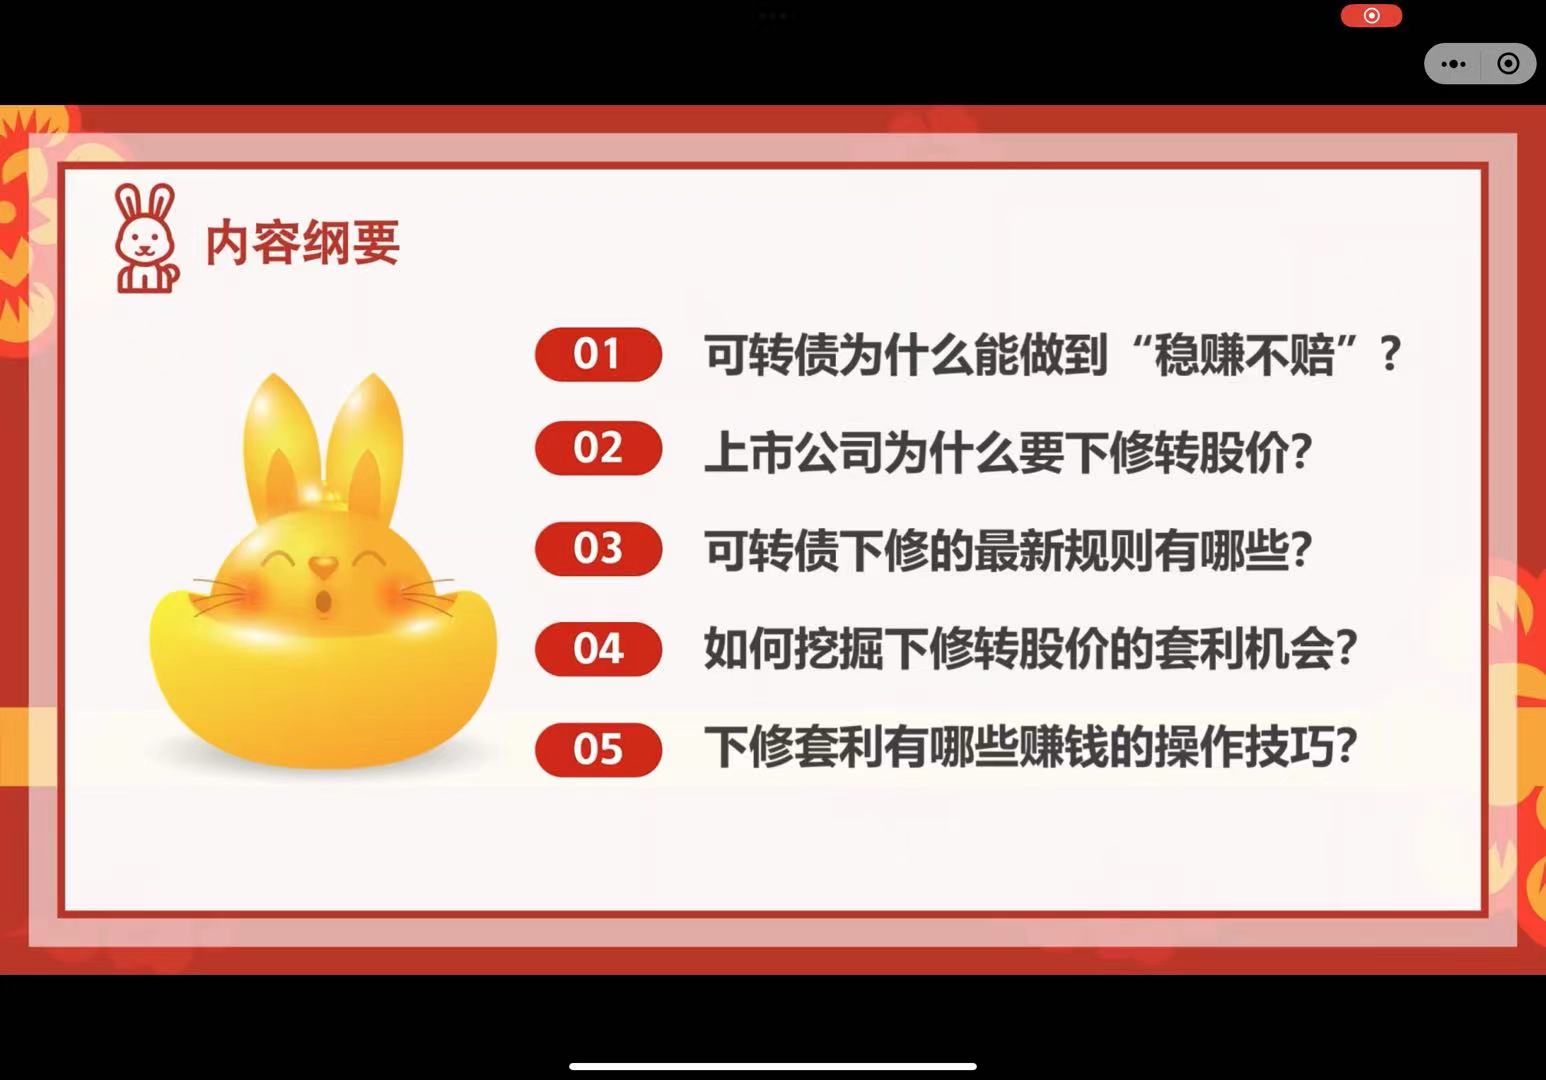 内容纲要
01 可转债为什么能做到“稳赚不赔”?
02 上市公司为什么要下修转股价?
03 可转债下修的最新规则有哪些?
04 如何挖掘下修转股价的套利机会?
05 下修套利有哪些赚钱的操作技巧?